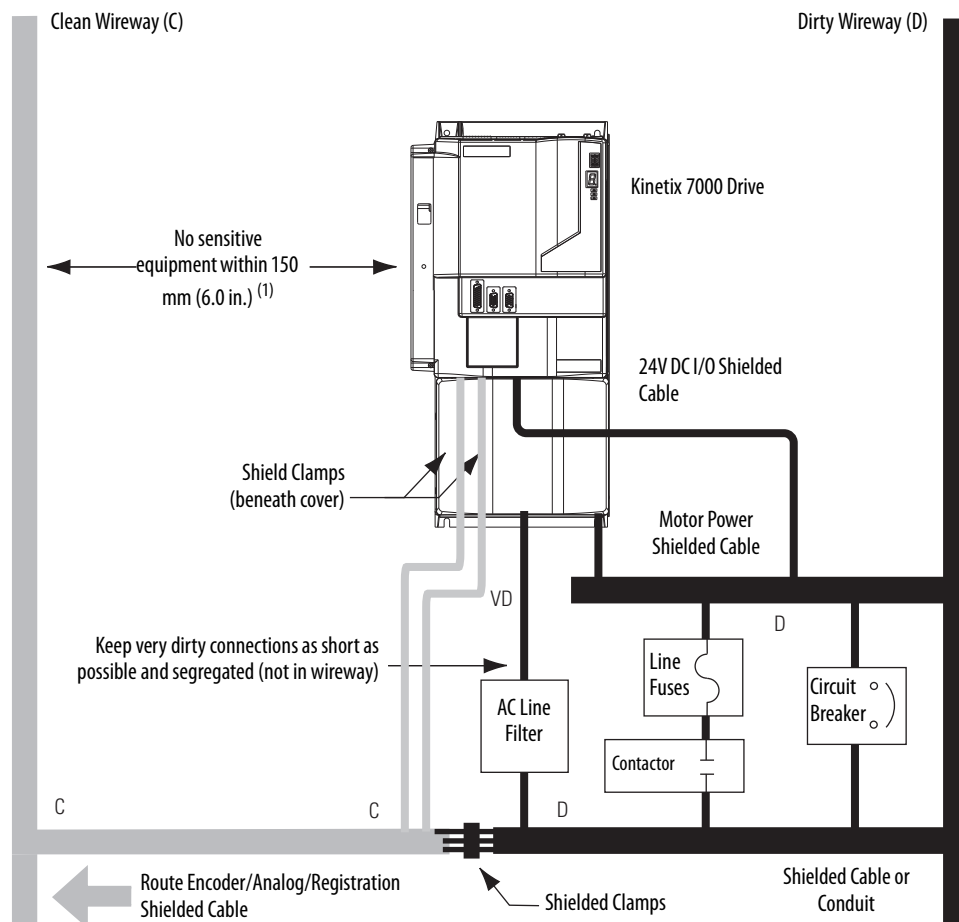 Clean Wireway (C)
Dirty Wireway (D)
Kinetix 7000 Drive
No sensitive
equipment within 150
mm (6.0 in.) (1)
24V DC I/O Shielded
Cable
Shield Clamps
(beneath cover)
Motor Power
Shielded Cable
VD
D
Keep very dirty connections as short as
possible and segregated (not in wireway)
Line
Fuses
Circuit
Breaker
AC Line
Filter
Contactor
C
C
D
Route Encoder/Analog/Registration
Shielded Cable
Shielded Clamps
Shielded Cable or
Conduit